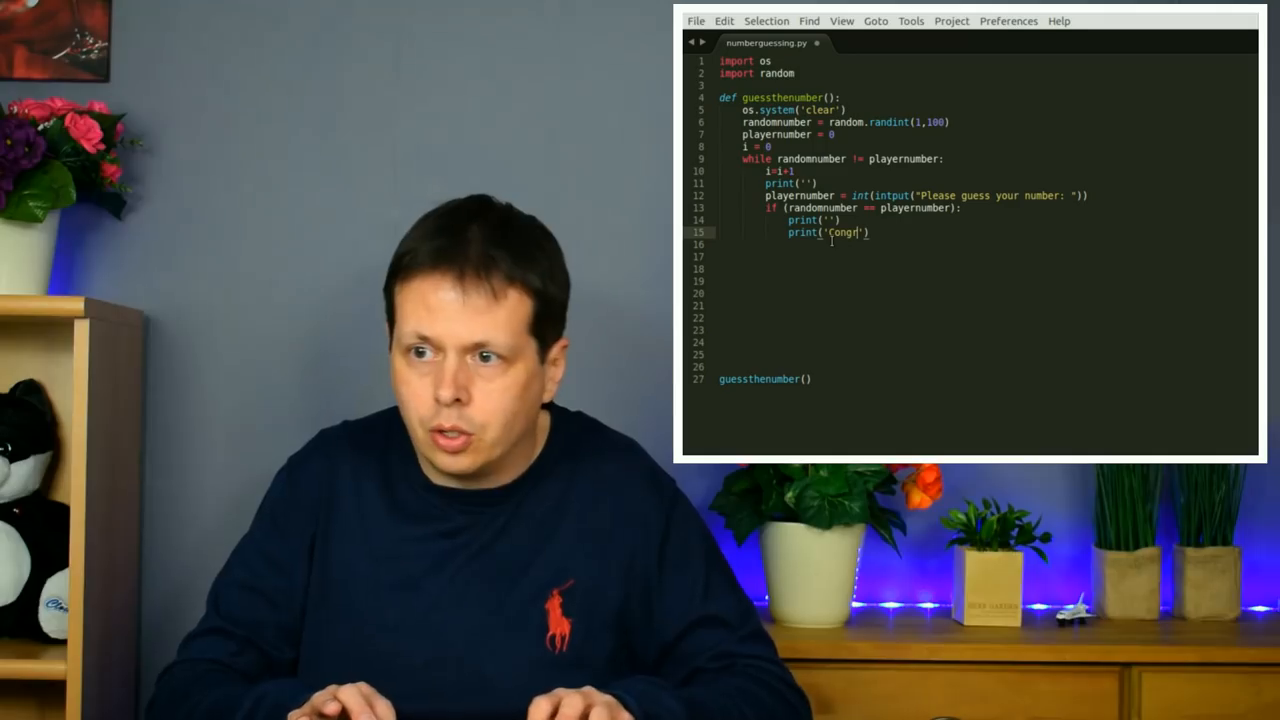 File Edit Selection Find View Goto Tools Project Preferences Help
numberguessing.py
1 import os
2 import random
3
4 def guessthenumber():
5 os.system('clear')
6 randomnumber = random.randint(1,100)
7 playernumber = 0
8 i = 0
9 while randomnumber != playernumber:
10 i=i+1
11 print('')
12 playernumber = int(intput("Please guess your number: "))
13 if (randomnumber == playernumber):
14 print('')
15 print('Congr')
16
17
18
19
20
21
22
23
24
25
26
27 guessthenumber()
HERB GARDEN